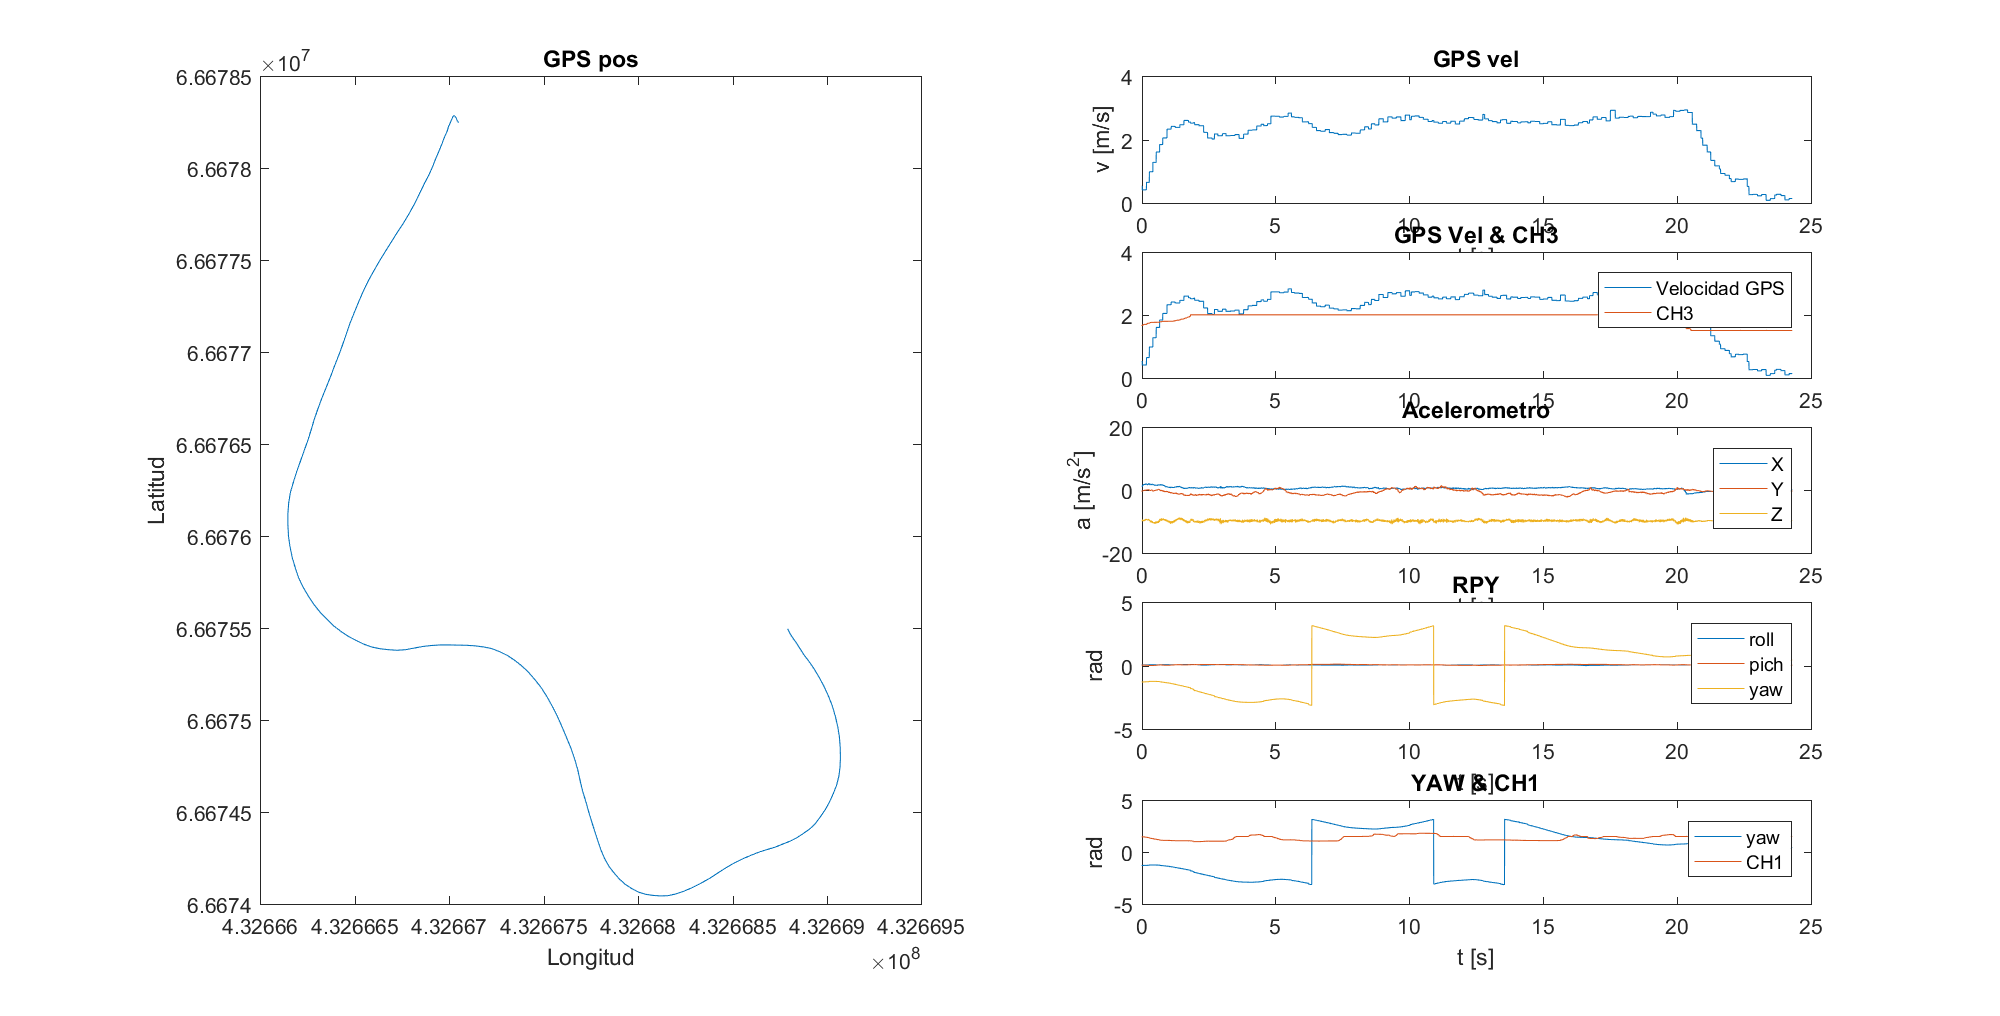 GPS pos
×10^7
6.66785
6.6678
6.66775
6.6677
6.66765
6.6676
6.66755
6.6675
6.66745
6.6674
Latitud
4.32666 4.326665 4.32667 4.326675 4.32668 4.326685 4.32669 4.326695
Longitud
×10^8
GPS vel
4
2
0
v [m/s]
0 5 10 15 20 25
t [s]
GPS Vel & CH3
4
2
0
Velocidad GPS
CH3
0 5 10 15 20 25
Acelerometro
20
0
-20
a [m/s^2]
X
Y
Z
0 5 10 15 20 25
t [s]
RPY
5
0
-5
rad
roll
pich
yaw
0 5 10 15 20 25
t [s]
YAW & CH1
5
0
-5
rad
yaw
CH1
0 5 10 15 20 25
t [s]